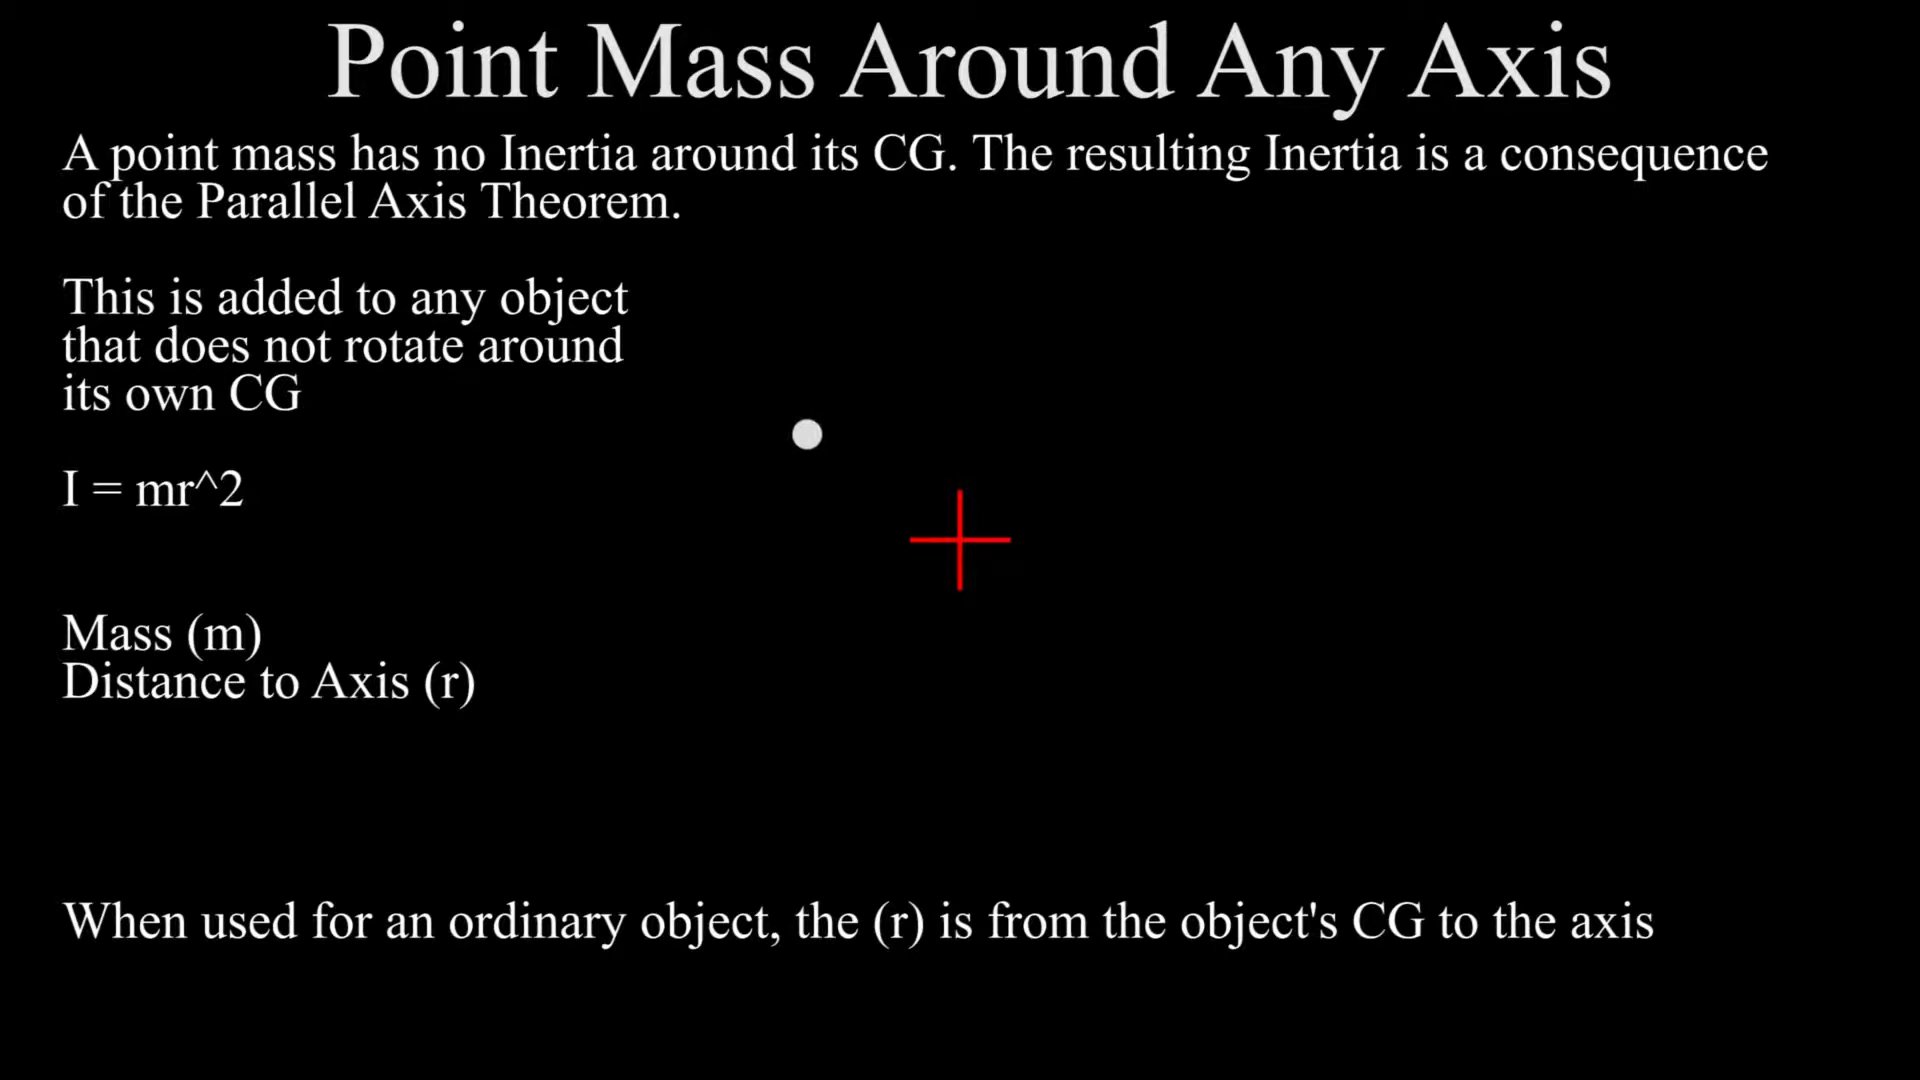 Point Mass Around Any Axis
A point mass has no Inertia around its CG. The resulting Inertia is a consequence
of the Parallel Axis Theorem.
This is added to any object
that does not rotate around
its own CG
I = mr^2
Mass (m)
Distance to Axis (r)
When used for an ordinary object, the (r) is from the object's CG to the axis